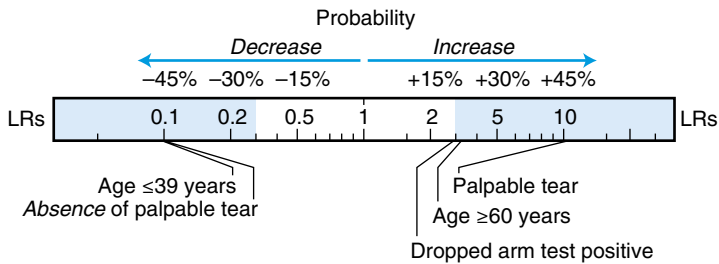 Probability
Decrease Increase
–45% –30% –15% +15% +30% +45%
LRs 0.1 0.2 0.5 1 2 5 10 LRs
Age ≤39 years Palpable tear
Absence of palpable tear Age ≥60 years
Dropped arm test positive